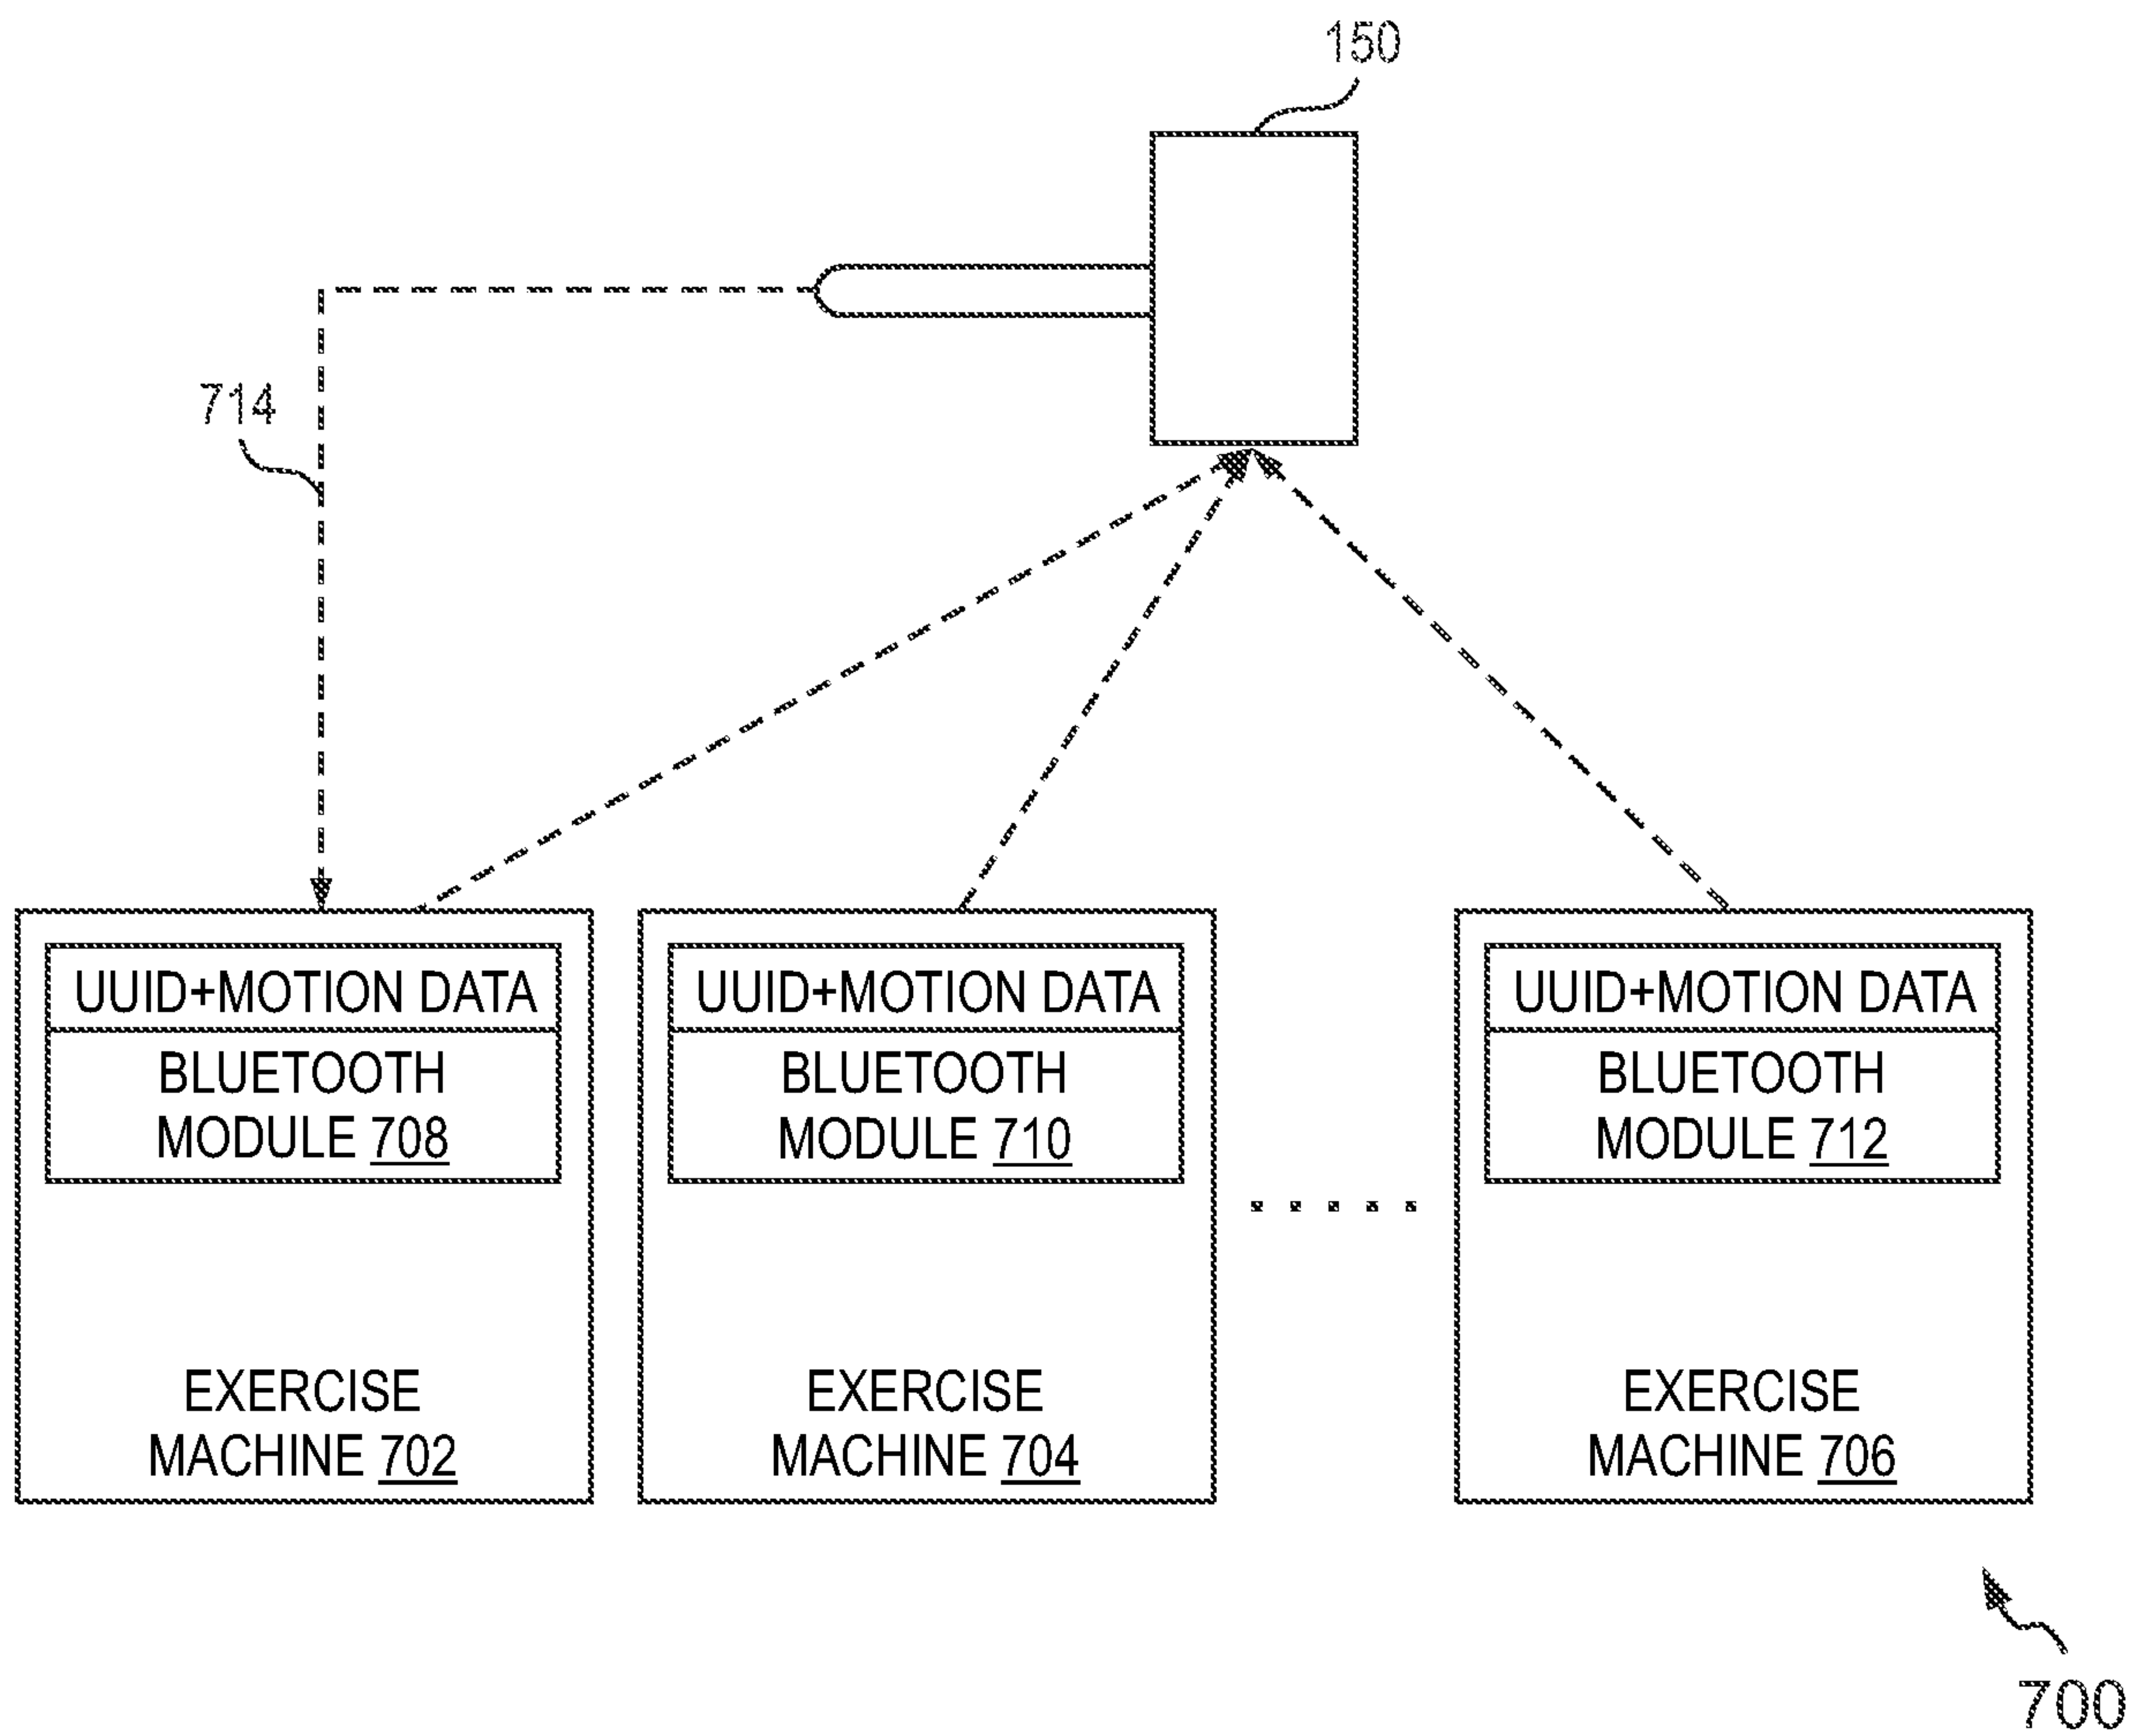 150
714
UUID+MOTION DATA
BLUETOOTH
MODULE 708
EXERCISE
MACHINE 702
UUID+MOTION DATA
BLUETOOTH
MODULE 710
EXERCISE
MACHINE 704
UUID+MOTION DATA
BLUETOOTH
MODULE 712
EXERCISE
MACHINE 706
700